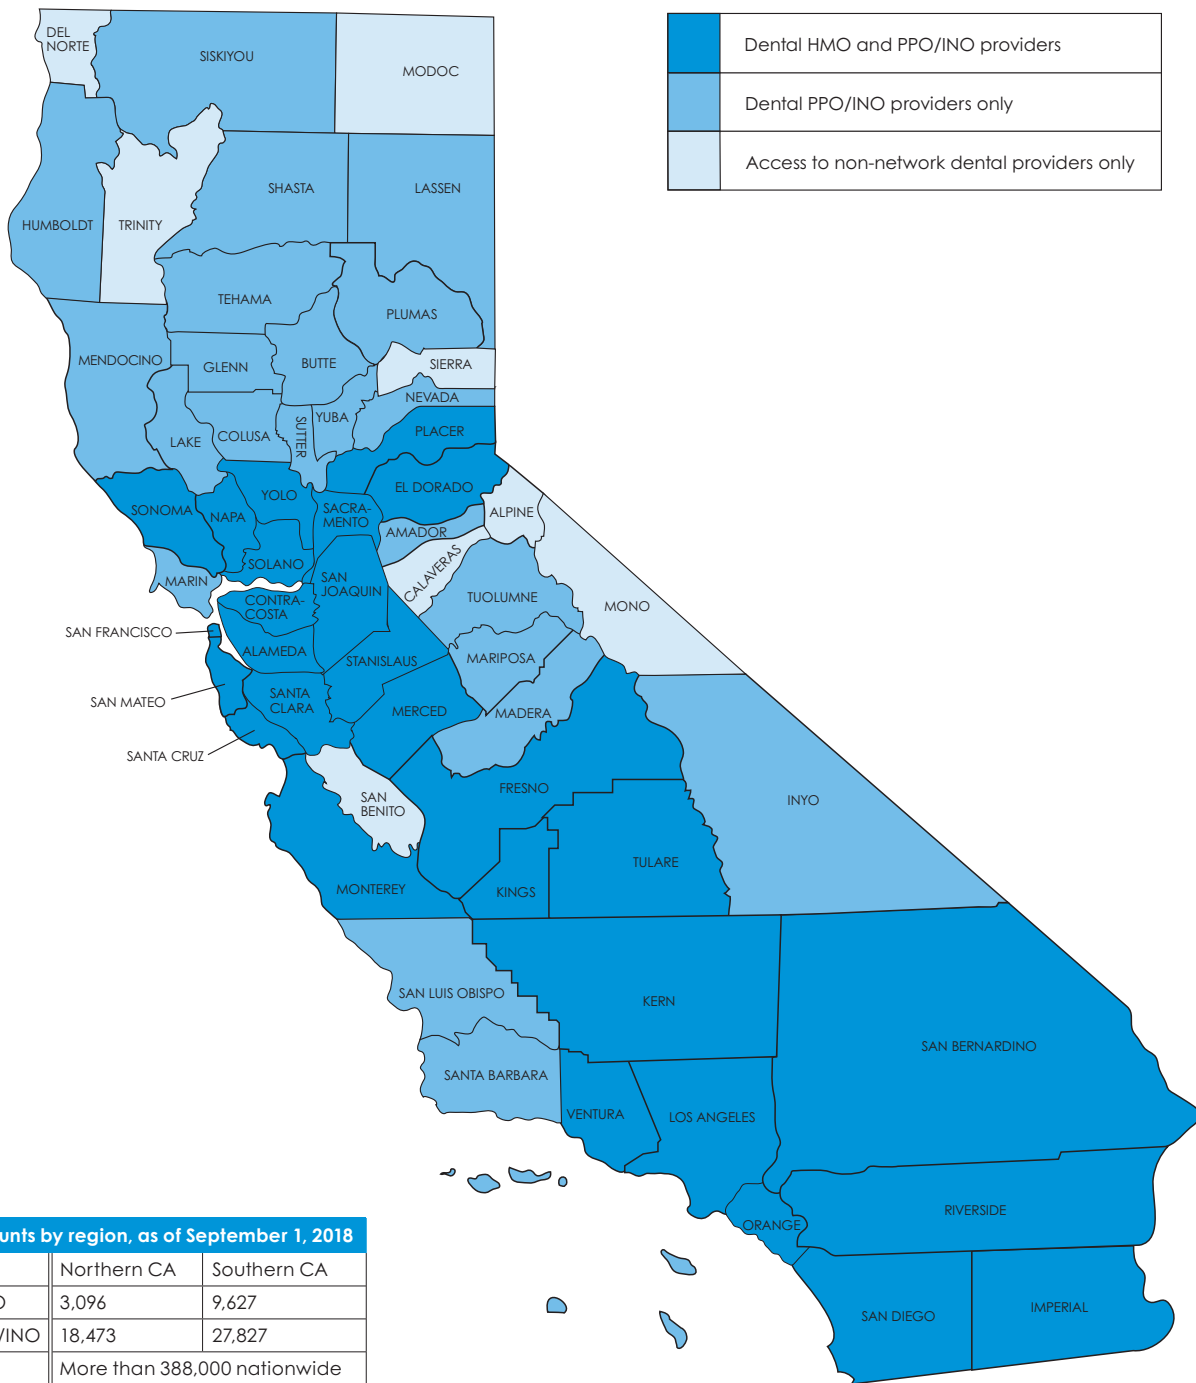 DEL
NORTE
SISKIYOU
MODOC
Dental HMO and PPO/INO providers
Dental PPO/INO providers only
Access to non-network dental providers only
HUMBOLDT
TRINITY
SHASTA
LASSEN
TEHAMA
PLUMAS
MENDOCINO
GLENN
BUTTE
SIERRA
NEVADA
LAKE
COLUSA
SUTTER
YUBA
PLACER
SONOMA
NAPA
YOLO
SACRA-
MENTO
EL DORADO
ALPINE
AMADOR
MARIN
SOLANO
SAN
JOAQUIN
CALAVERAS
TUOLUMNE
MONO
CONTRA-
COSTA
SAN FRANCISCO
ALAMEDA
STANISLAUS
MARIPOSA
SAN MATEO
SANTA
CLARA
MERCED
MADERA
SANTA CRUZ
SAN
BENITO
FRESNO
INYO
MONTEREY
KINGS
TULARE
SAN LUIS OBISPO
KERN
SAN BERNARDINO
SANTA BARBARA
VENTURA
LOS ANGELES
ORANGE
RIVERSIDE
SAN DIEGO
IMPERIAL
by region, as of September 1, 2018
Northern CA Southern CA
3,096 9,627
/INO 18,473 27,827
More than 388,000 nationwide